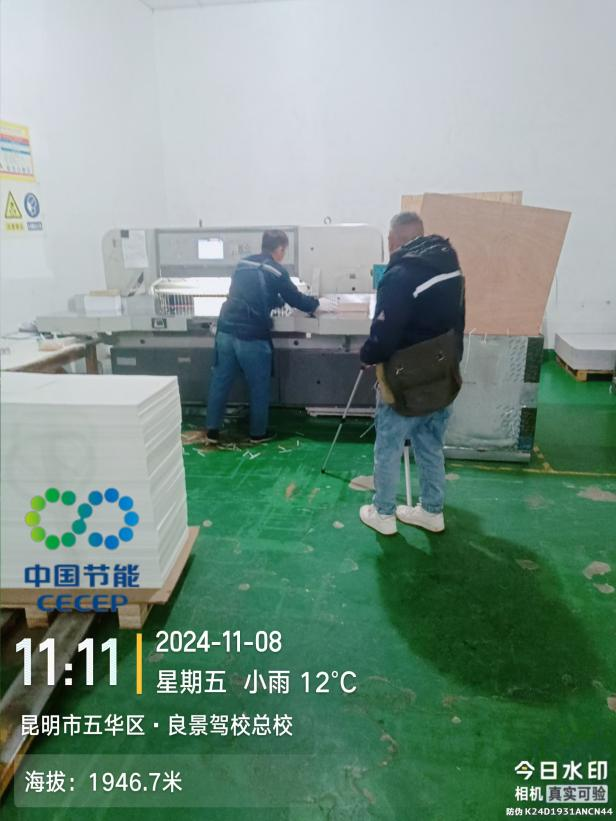 中国节能
CECEP
11:11
2024-11-08
星期五 小雨 12℃
昆明市五华区·良景驾校总校
海拔：1946.7米
今日水印
相机 真实可验
防伪 K24D1931ANCN44